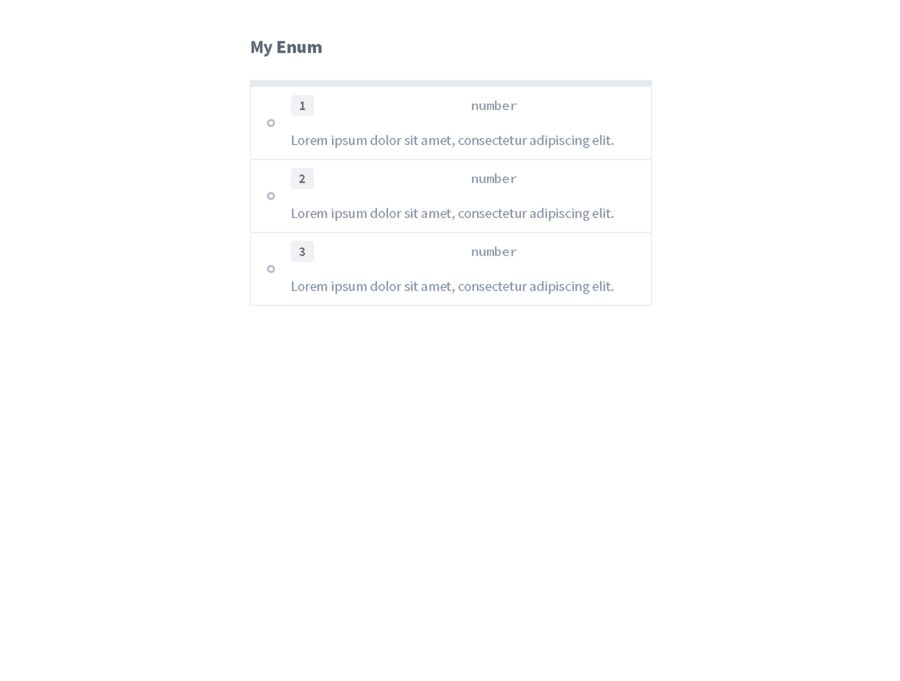 My Enum
1 number
Lorem ipsum dolor sit amet, consectetur adipiscing elit.
2 number
Lorem ipsum dolor sit amet, consectetur adipiscing elit.
3 number
Lorem ipsum dolor sit amet, consectetur adipiscing elit.